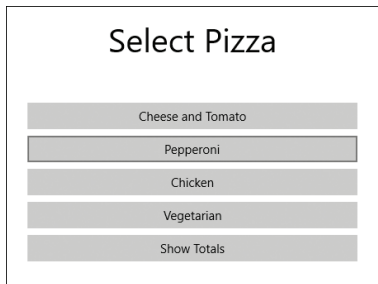 Select Pizza
Cheese and Tomato
Pepperoni
Chicken
Vegetarian
Show Totals